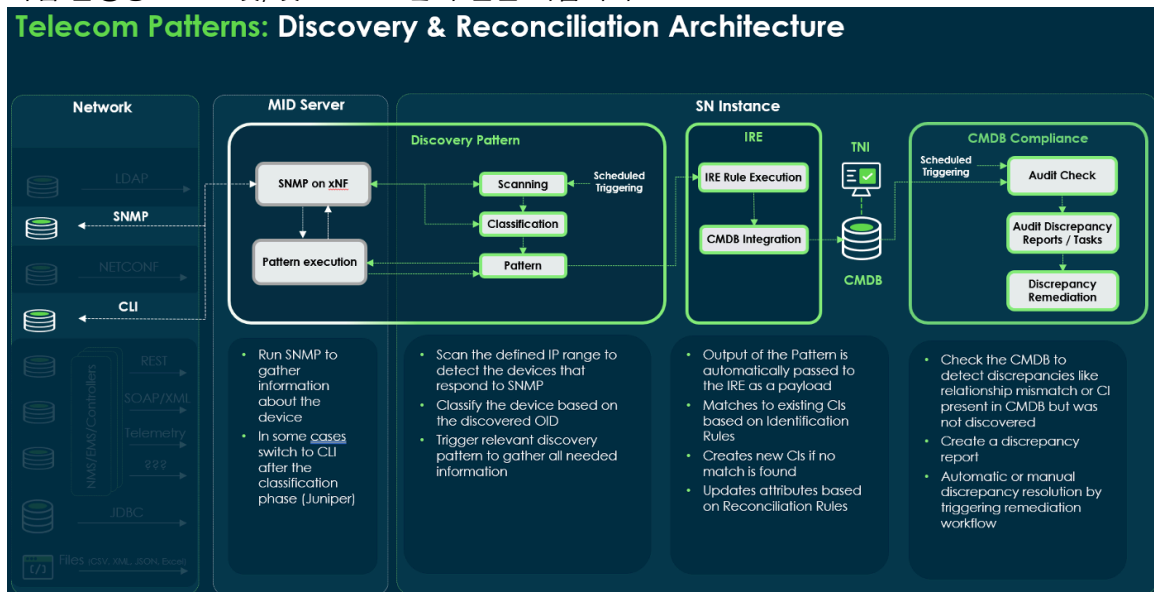 Telecom Patterns: Discovery & Reconciliation Architecture
Network
MID Server
SN Instance
LDAP
SNMP
NETCONF
CLI
REST
SOAP/XML
Telemetry
???
NMS/EMS/Controllers
JDBC
Files (CSV, XML, JSON, Excel)
Discovery Pattern
SNMP on xNF
Pattern execution
Scanning
Classification
Pattern
Scheduled
Triggering
IRE
IRE Rule Execution
CMDB Integration
TNI
CMDB
CMDB Compliance
Scheduled
Triggering
Audit Check
Audit Discrepancy
Reports / Tasks
Discrepancy
Remediation
• Run SNMP to
gather
information
about the
device
• In some cases
switch to CLI
after the
classification
phase (Juniper)
• Scan the defined IP range to
detect the devices that
respond to SNMP
• Classify the device based on
the discovered OID
• Trigger relevant discovery
pattern to gather all needed
information
• Output of the Pattern is
automatically passed to
the IRE as a payload
• Matches to existing CIs
based on Identification
Rules
• Creates new CIs if no
match is found
• Updates attributes based
on Reconciliation Rules
• Check the CMDB to
detect discrepancies like
relationship mismatch or CI
present in CMDB but was
not discovered
• Create a discrepancy
report
• Automatic or manual
discrepancy resolution by
triggering remediation
workflow